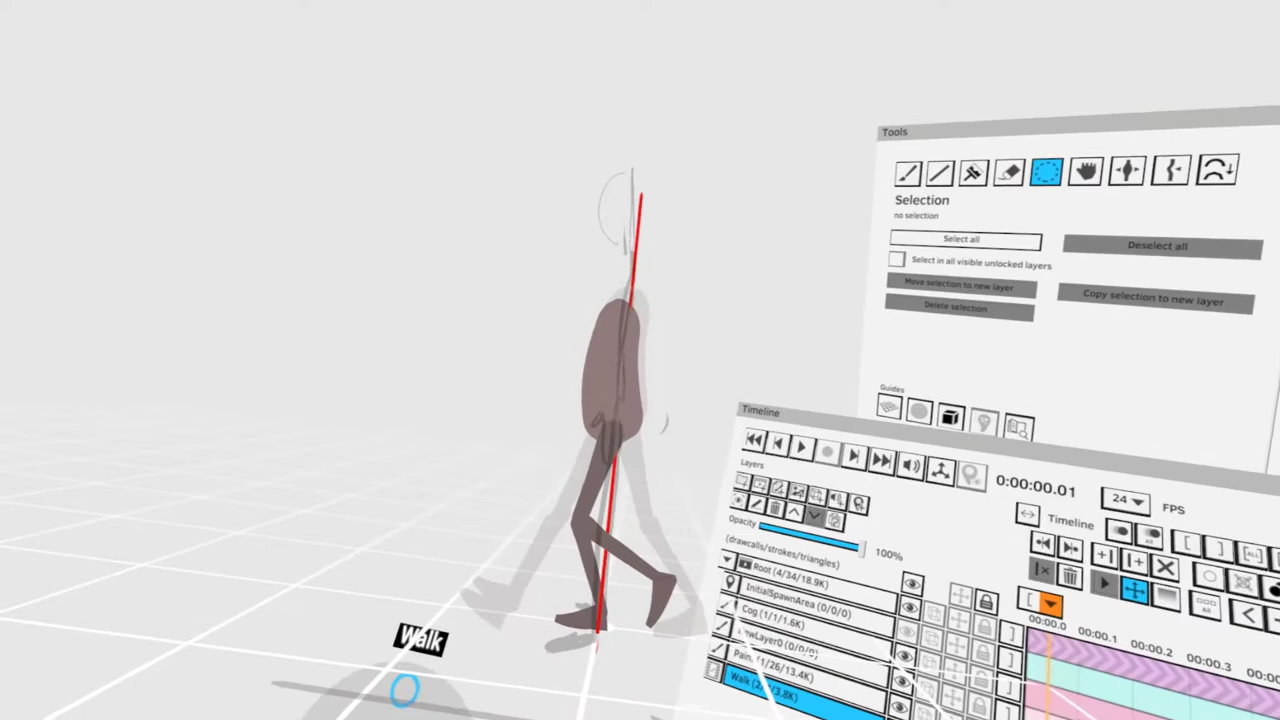 Tools
Selection
no selection
Select all
Deselect all
Select in all visible unlocked layers
Move selection to new layer
Copy selection to new layer
Delete selection
Guides
Timeline
0:00:00.01
24
FPS
Layers
Timeline
Opacity
100%
(drawcalls/strokes/triangles)
Root (4/34/18.9K)
InitialSpawnArea (0/0/0)
Cog (1/1/1.6K)
(0/0/0)
00:00.0
00:00.1
00:00.2
00:00.3
Walk